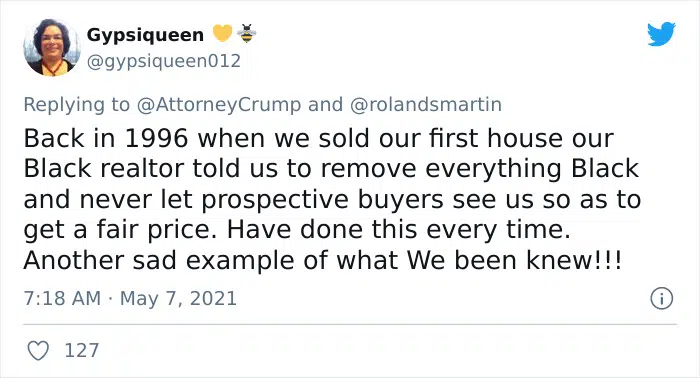 Gypsiqueen 💛🐝
@gypsiqueen012
Replying to @AttorneyCrump and @rolandsmartin
Back in 1996 when we sold our first house our
Black realtor told us to remove everything Black
and never let prospective buyers see us so as to
get a fair price. Have done this every time.
Another sad example of what We been knew!!!
7:18 AM · May 7, 2021
127